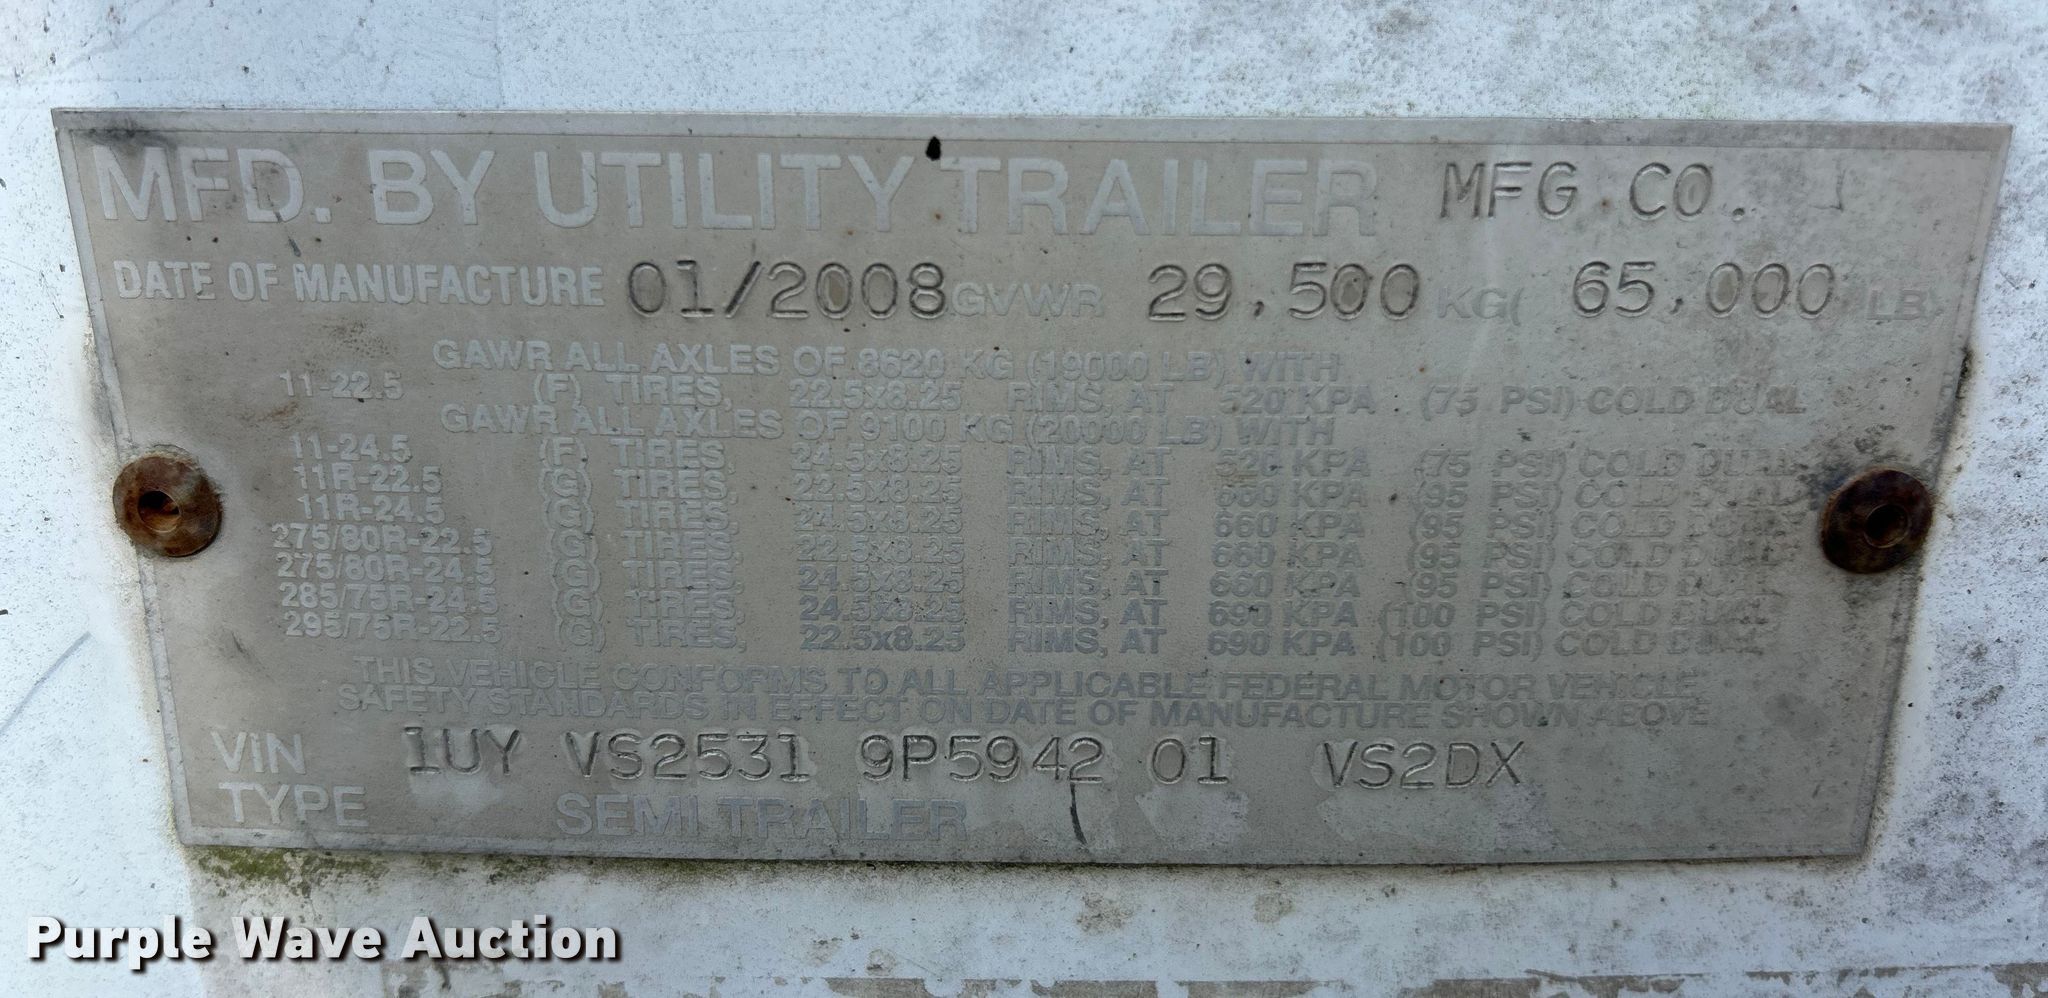 MFD. BY UTILITY TRAILER MFG CO.
DATE OF MANUFACTURE 01/2008 GVWR 29,500 KG( 65,000 LB
GAWR ALL AXLES OF 8620 KG (19000 LB) WITH
11-22.5 (F) TIRES, 22.5x8.25 RIMS, AT 520 KPA (75 PSI) COLD DUAL
GAWR ALL AXLES OF 9100 KG (20000 LB) WITH
11-24.5 (F) TIRES, 24.5x8.25 RIMS, AT 520 KPA (75 PSI) COLD DUAL
11R-22.5 (G) TIRES, 22.5x8.25 RIMS, AT 660 KPA (95 PSI) COLD DUAL
11R-24.5 (G) TIRES, 24.5x8.25 RIMS, AT 660 KPA (95 PSI) COLD DUAL
275/80R-22.5 (G) TIRES, 22.5x8.25 RIMS, AT 660 KPA (95 PSI) COLD DUAL
275/80R-24.5 (G) TIRES, 24.5x8.25 RIMS, AT 660 KPA (95 PSI) COLD DUAL
285/75R-24.5 (G) TIRES, 24.5x8.25 RIMS, AT 690 KPA (100 PSI) COLD DUAL
295/75R-22.5 (G) TIRES, 22.5x8.25 RIMS, AT 690 KPA (100 PSI) COLD DUAL
THIS VEHICLE CONFORMS TO ALL APPLICABLE FEDERAL MOTOR VEHICLE
SAFETY STANDARDS IN EFFECT ON DATE OF MANUFACTURE SHOWN ABOVE
VIN 1UY VS2531 9P5942 01 VS2DX
TYPE SEMI TRAILER
Purple Wave Auction